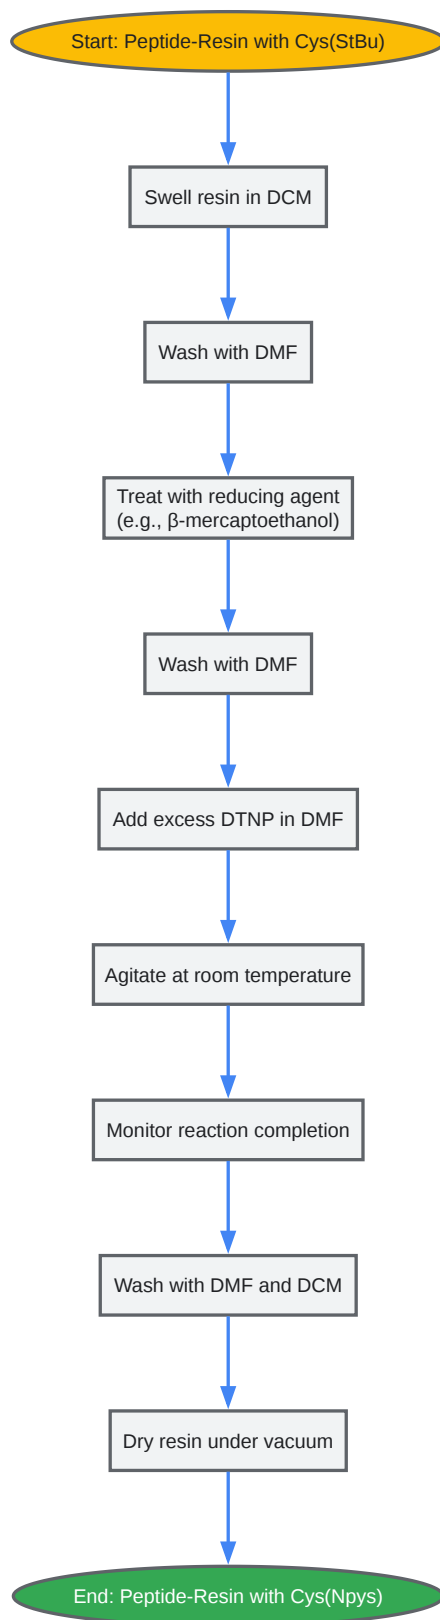 Start: Peptide-Resin with Cys(StBu)
Swell resin in DCM
Wash with DMF
Treat with reducing agent
(e.g., β-mercaptoethanol)
Wash with DMF
Add excess DTNP in DMF
Agitate at room temperature
Monitor reaction completion
Wash with DMF and DCM
Dry resin under vacuum
End: Peptide-Resin with Cys(Npys)